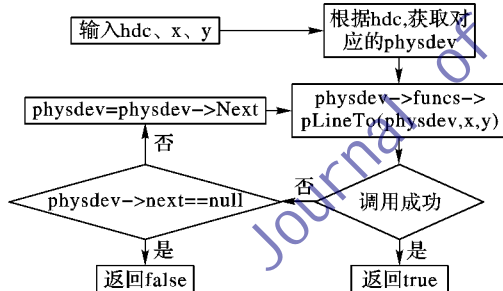 输入hdc、x、y
根据hdc,获取对
应的physdev
physdev=physdev->Next
physdev->funcs->
pLineTo(physdev,x,y)
否
否
physdev->next==null
调用成功
是
是
返回false
返回true
Journal of